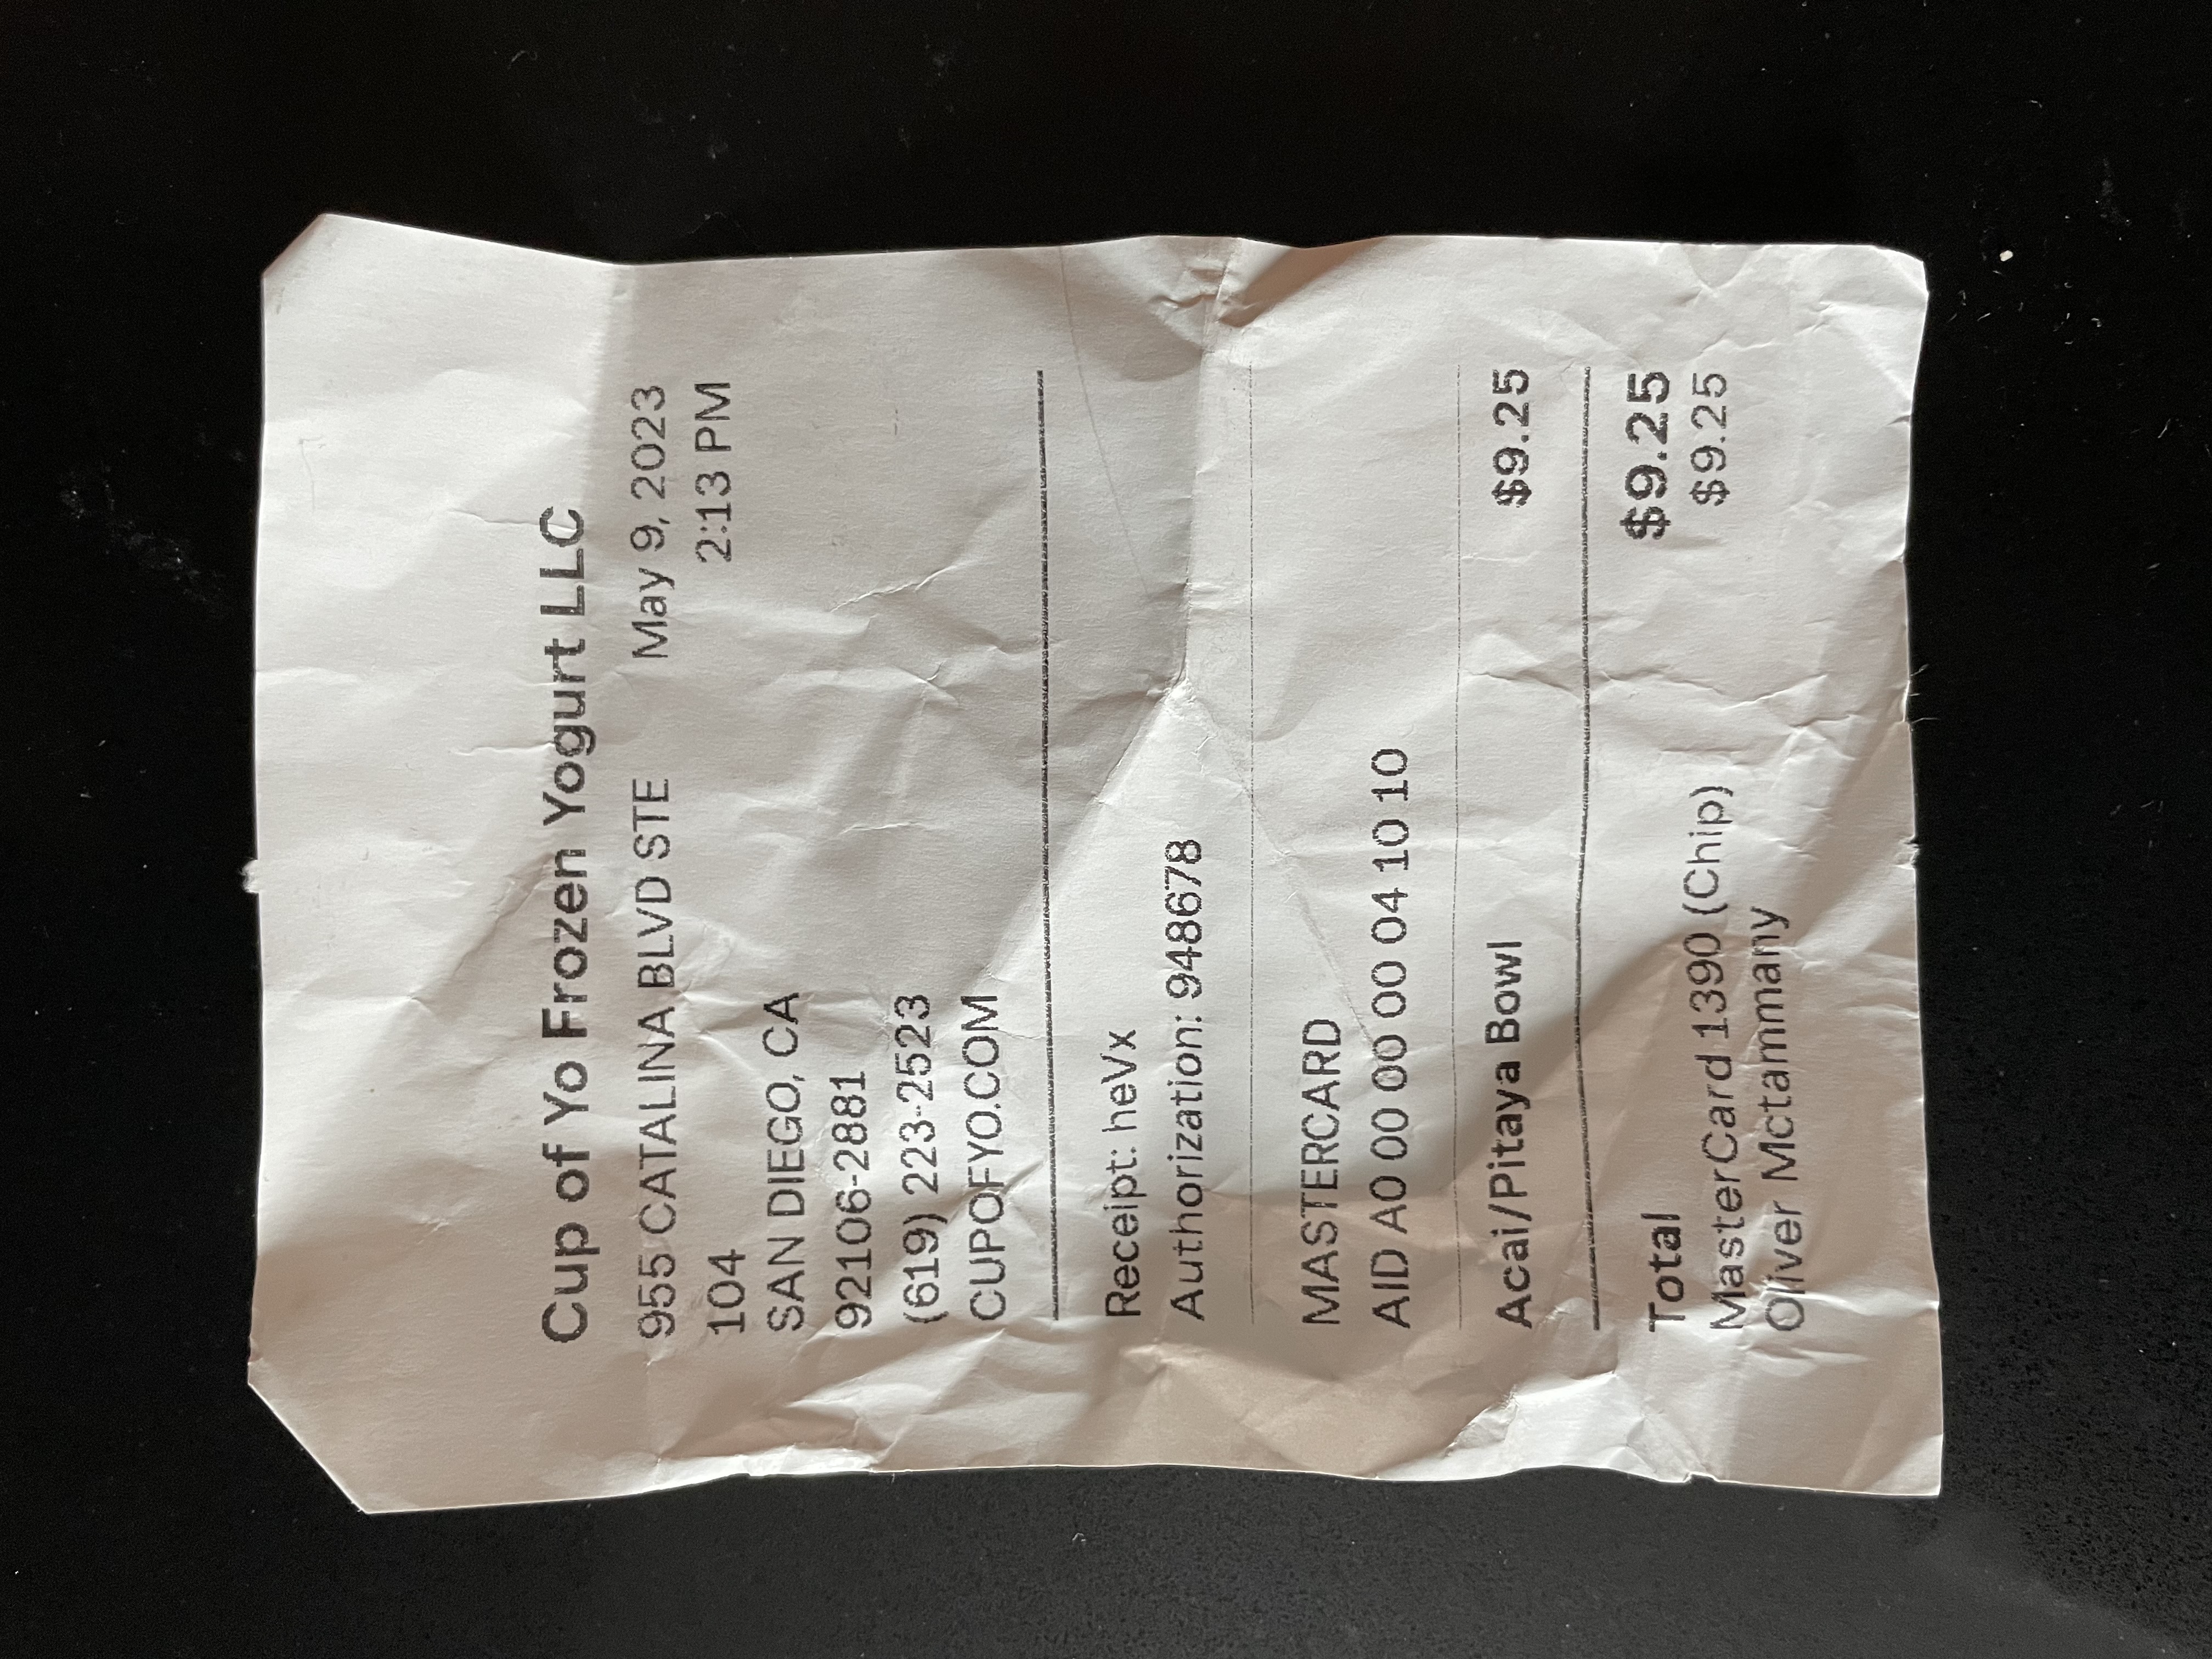 Cup of Yo Frozen Yogurt LLC
955 CATALINA BLVD STE May 9, 2023
104 2:13 PM
SAN DIEGO, CA
92106-2881
(619) 223-2523
CUPOFYO.COM
Receipt: heVx
Authorization: 948678
MASTERCARD
AID A0 00 00 00 04 10 10
Acai/Pitaya Bowl $9.25
Total $9.25
MasterCard 1390 (Chip) $9.25
Oliver Mctammany